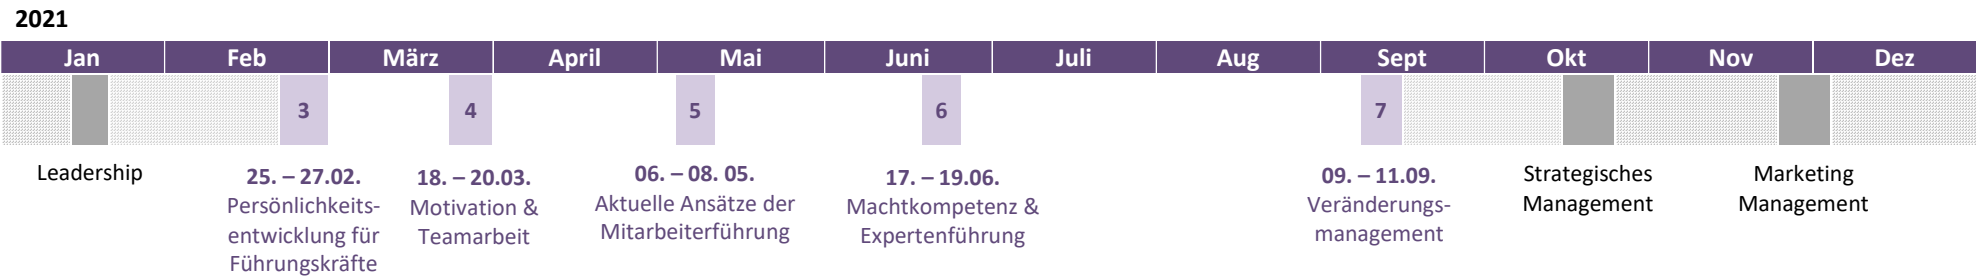 2021
Jan Feb März April Mai Juni Juli Aug Sept Okt Nov Dez
3 4 5 6 7
Leadership
25. – 27.02.
Persönlichkeits-
entwicklung für
Führungskräfte
18. – 20.03.
Motivation &
Teamarbeit
06. – 08. 05.
Aktuelle Ansätze der
Mitarbeiterführung
17. – 19.06.
Machtkompetenz &
Expertenführung
09. – 11.09.
Veränderungs-
management
Strategisches
Management
Marketing
Management